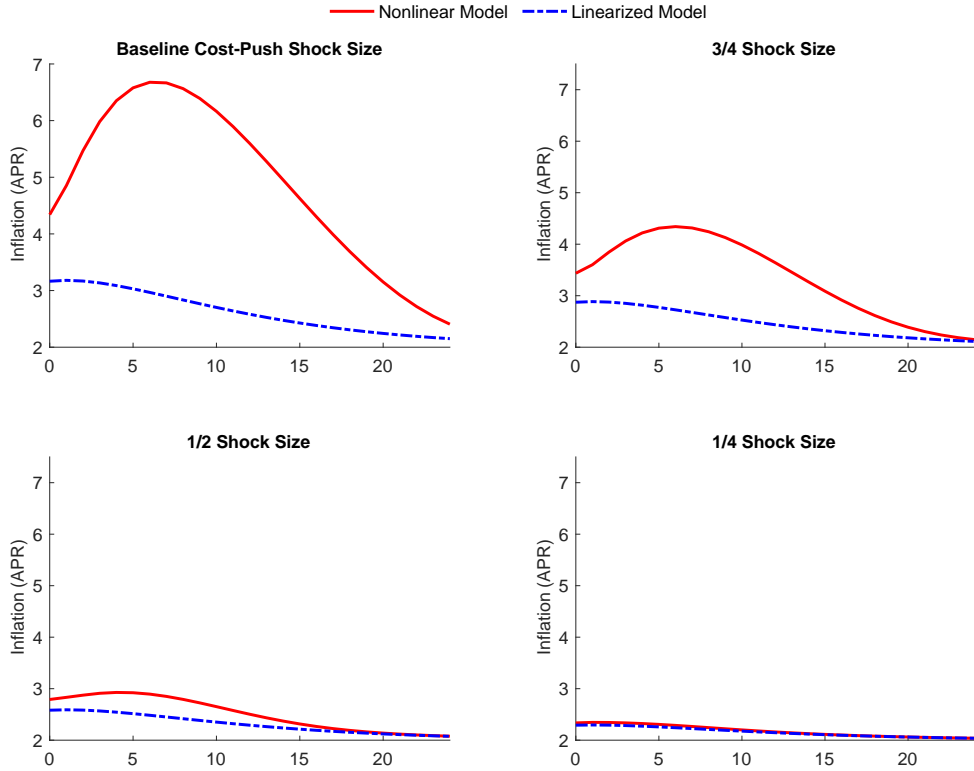 Nonlinear Model Linearized Model
Baseline Cost-Push Shock Size
Inflation (APR)
7
6
5
4
3
2
0 5 10 15 20
3/4 Shock Size
Inflation (APR)
7
6
5
4
3
2
0 5 10 15 20
1/2 Shock Size
Inflation (APR)
7
6
5
4
3
2
0 5 10 15 20
1/4 Shock Size
Inflation (APR)
7
6
5
4
3
2
0 5 10 15 20